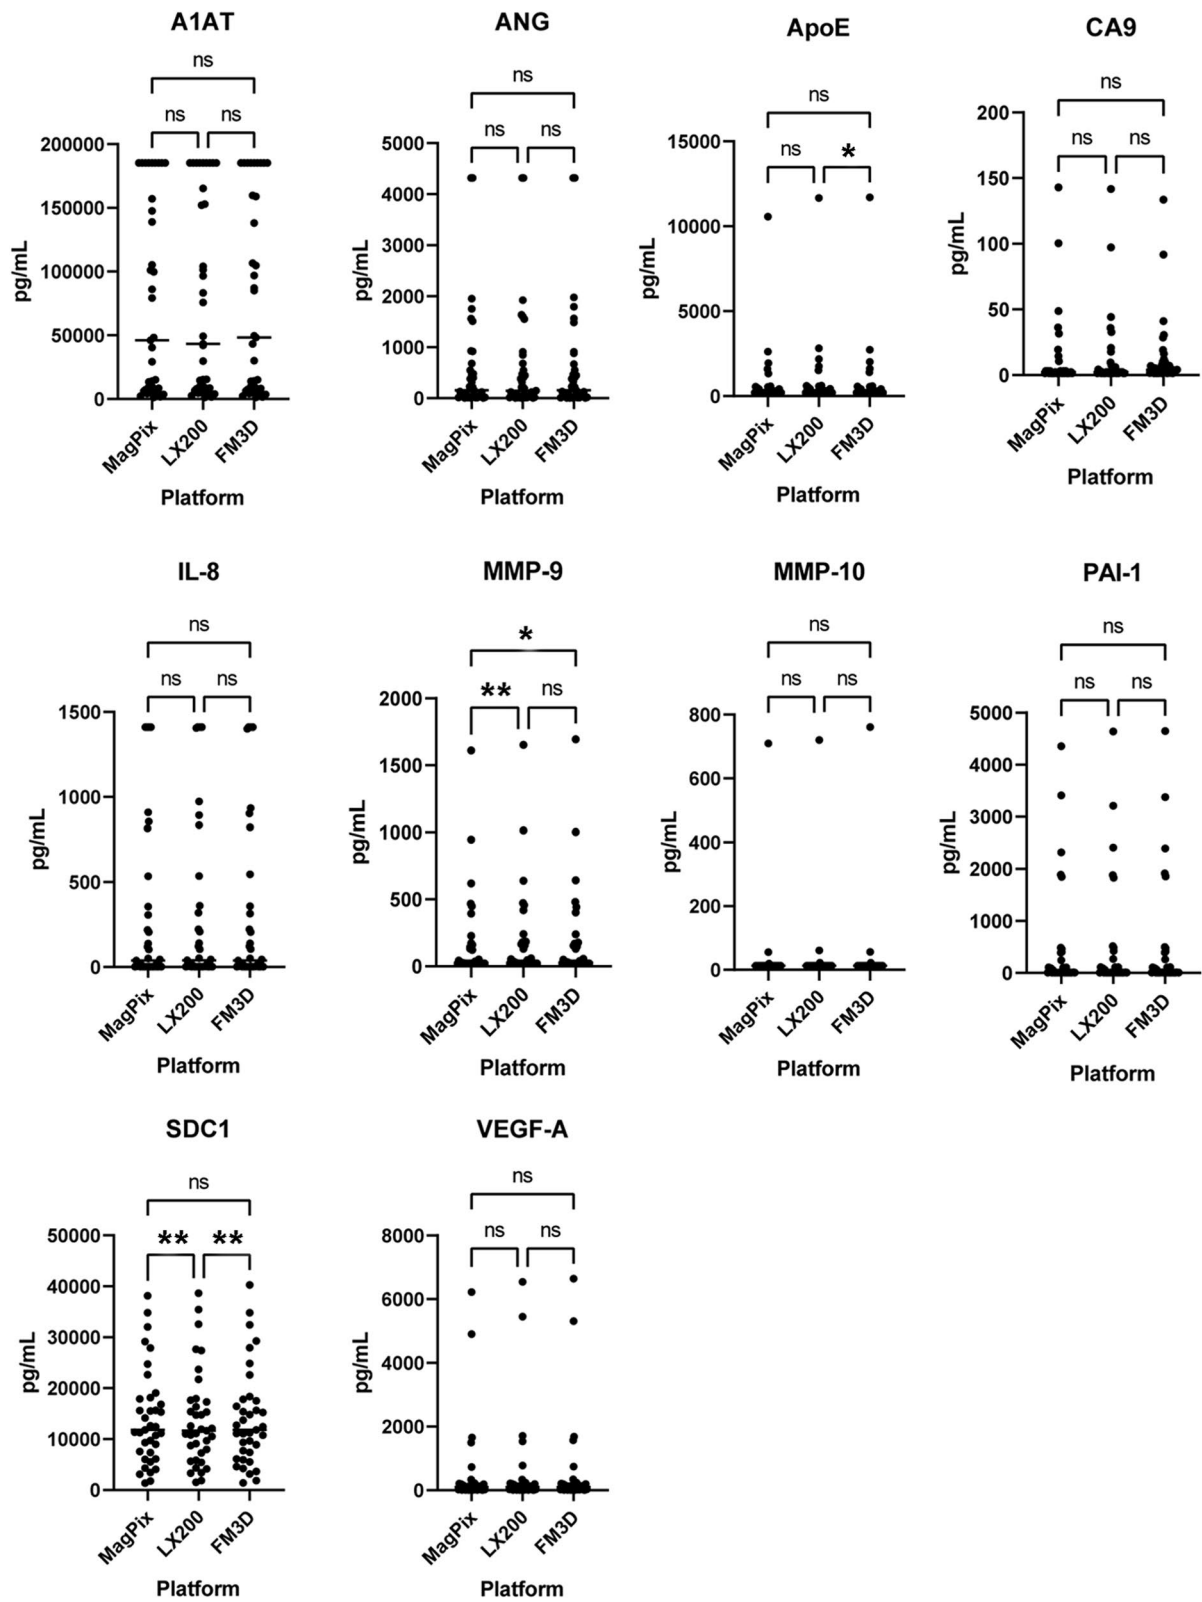 A1AT
ns
ns
ns
200000
150000
100000
50000
0
pg/mL
MagPix
LX200
FM3D
Platform
ANG
ns
ns
ns
5000
4000
3000
2000
1000
0
pg/mL
MagPix
LX200
FM3D
Platform
ApoE
ns
ns
*
15000
10000
5000
0
pg/mL
MagPix
LX200
FM3D
Platform
CA9
ns
ns
ns
200
150
100
50
0
pg/mL
MagPix
LX200
FM3D
Platform
IL-8
ns
ns
ns
1500
1000
500
0
pg/mL
MagPix
LX200
FM3D
Platform
MMP-9
*
**
ns
2000
1500
1000
500
0
pg/mL
MagPix
LX200
FM3D
Platform
MMP-10
ns
ns
ns
800
600
400
200
0
pg/mL
MagPix
LX200
FM3D
Platform
PAI-1
ns
ns
ns
5000
4000
3000
2000
1000
0
pg/mL
MagPix
LX200
FM3D
Platform
SDC1
ns
**
**
50000
40000
30000
20000
10000
0
pg/mL
MagPix
LX200
FM3D
Platform
VEGF-A
ns
ns
ns
8000
6000
4000
2000
0
pg/mL
MagPix
LX200
FM3D
Platform